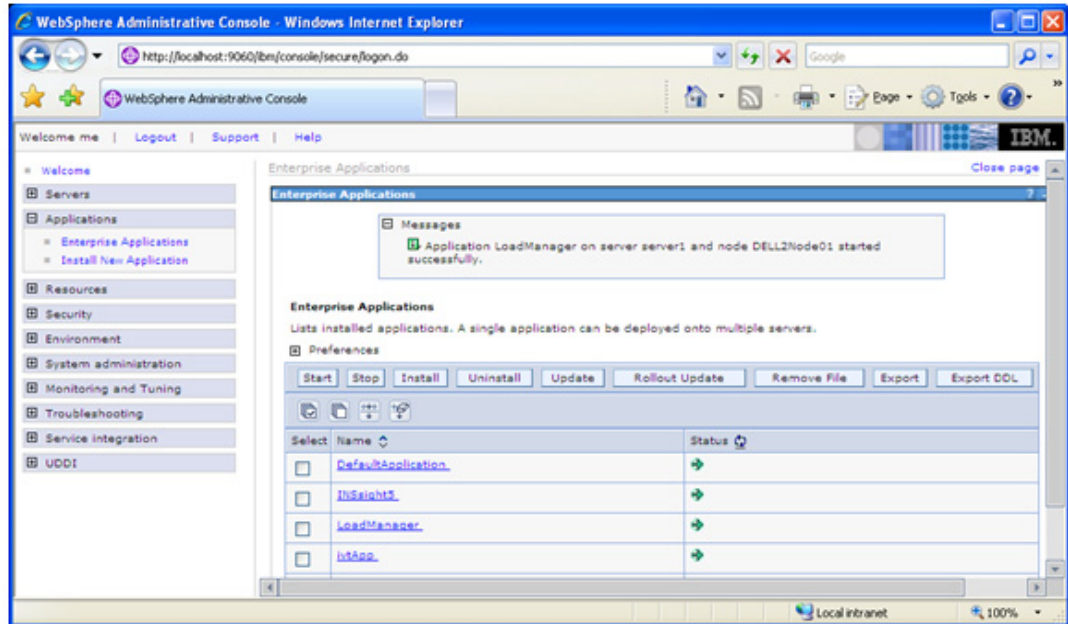 WebSphere Administrative Console - Windows Internet Explorer
http://localhost:9060/ibm/console/secure/logon.do
Google
WebSphere Administrative Console
Page
Tools
Welcome me | Logout | Support | Help
IBM.
Welcome
Servers
Applications
Enterprise Applications
Install New Application
Resources
Security
Environment
System administration
Monitoring and Tuning
Troubleshooting
Service integration
UDDI
Enterprise Applications
Close page
Enterprise Applications
?
Messages
Application LoadManager on server server1 and node DELL2Node01 started
successfully.
Enterprise Applications
Lists installed applications. A single application can be deployed onto multiple servers.
Preferences
Start Stop Install Uninstall Update Rollout Update Remove File Export Export DDL
Select Name Status
DefaultApplication
INSsight5
LoadManager
ivtApp
Local intranet
100%